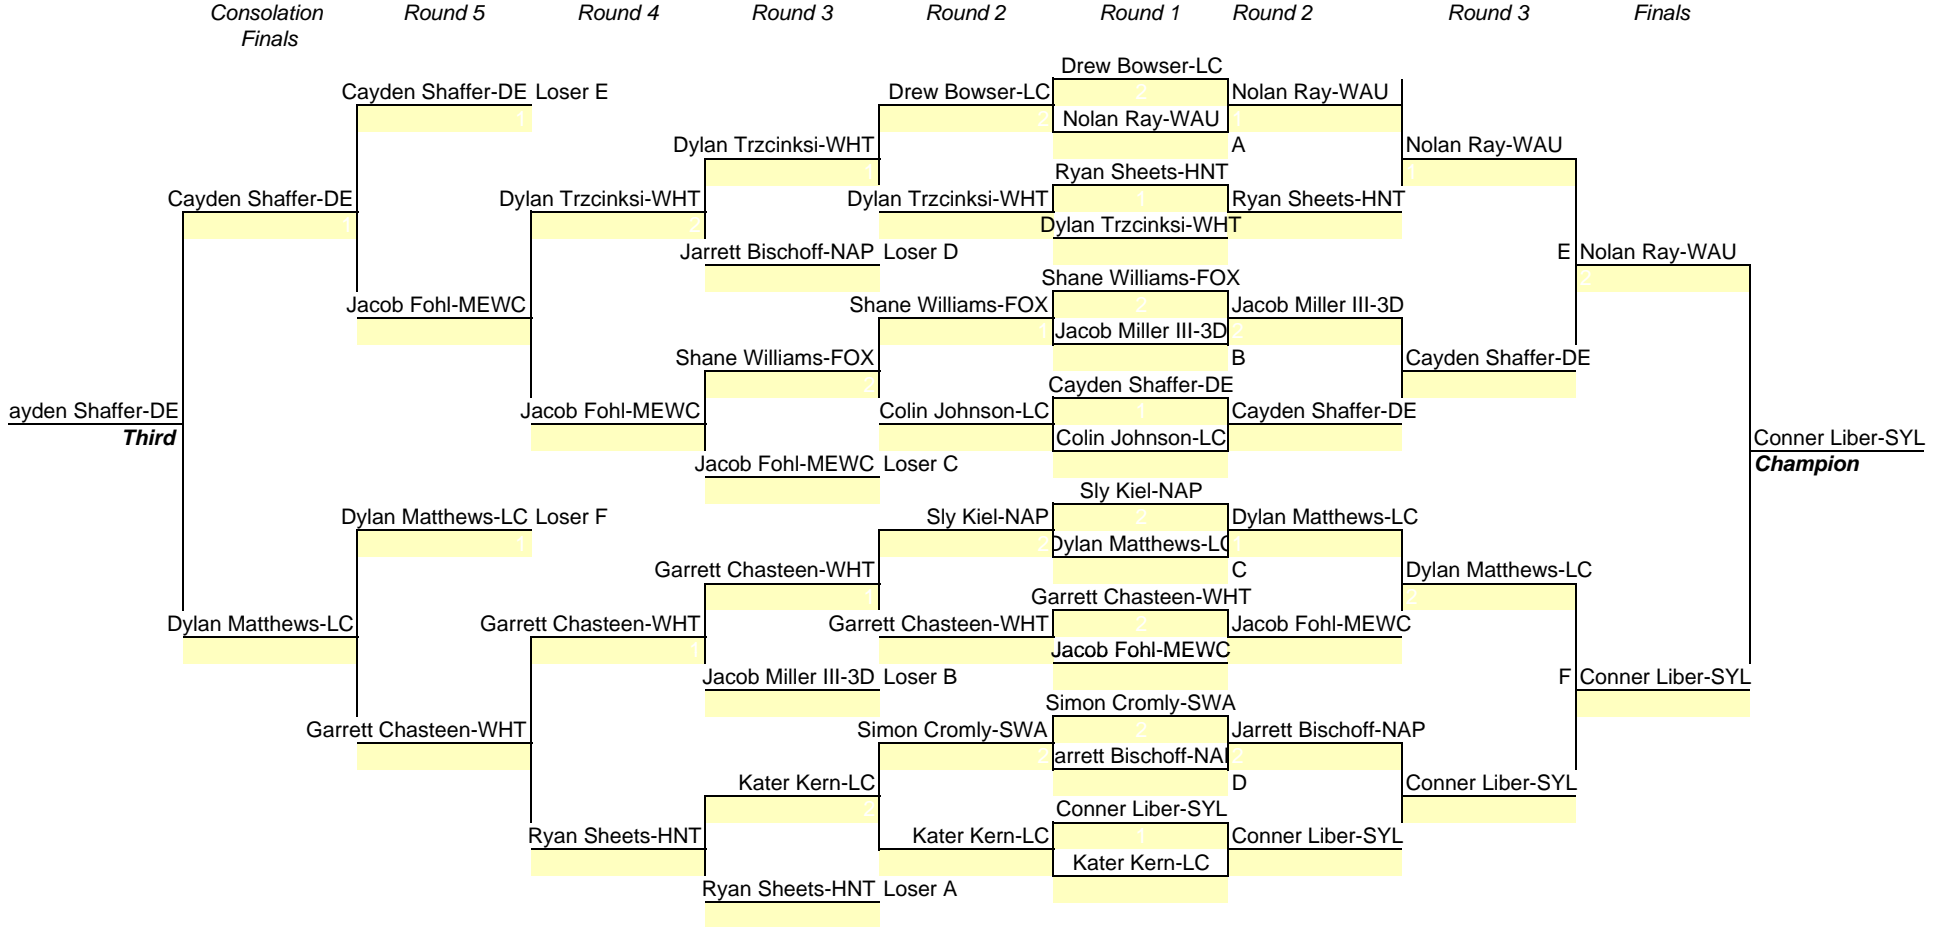 Consolation Finals Round 5 Round 4 Round 3 Round 2 Round 1 Round 2 Round 3 Finals
Drew Bowser-LC
Cayden Shaffer-DE Loser E Drew Bowser-LC 2 Nolan Ray-WAU
1 2 Nolan Ray-WAU 1
Dylan Trzcinksi-WHT A Nolan Ray-WAU
1 Ryan Sheets-HNT 1
Cayden Shaffer-DE Dylan Trzcinksi-WHT Dylan Trzcinksi-WHT 1 Ryan Sheets-HNT
1 2 Dylan Trzcinksi-WHT
Jarrett Bischoff-NAP Loser D E Nolan Ray-WAU
Shane Williams-FOX 2
Jacob Fohl-MEWC Shane Williams-FOX 2 Jacob Miller III-3D
1 Jacob Miller III-3D 2
Shane Williams-FOX B Cayden Shaffer-DE
2 Cayden Shaffer-DE
ayden Shaffer-DE Jacob Fohl-MEWC Colin Johnson-LC 1 Cayden Shaffer-DE
Third Colin Johnson-LC Conner Liber-SYL
Jacob Fohl-MEWC Loser C Champion
Sly Kiel-NAP
Dylan Matthews-LC Loser F Sly Kiel-NAP 2 Dylan Matthews-LC
1 2 Dylan Matthews-LC 1
Garrett Chasteen-WHT C Dylan Matthews-LC
1 Garrett Chasteen-WHT 2
Dylan Matthews-LC Garrett Chasteen-WHT Garrett Chasteen-WHT 2 Jacob Fohl-MEWC
1 Jacob Fohl-MEWC
Jacob Miller III-3D Loser B F Conner Liber-SYL
Simon Cromly-SWA
Garrett Chasteen-WHT Simon Cromly-SWA 2 Jarrett Bischoff-NAP
2 arrett Bischoff-NA 2
Kater Kern-LC D Conner Liber-SYL
2 Conner Liber-SYL
Ryan Sheets-HNT Kater Kern-LC 1 Conner Liber-SYL
Kater Kern-LC
Ryan Sheets-HNT Loser A